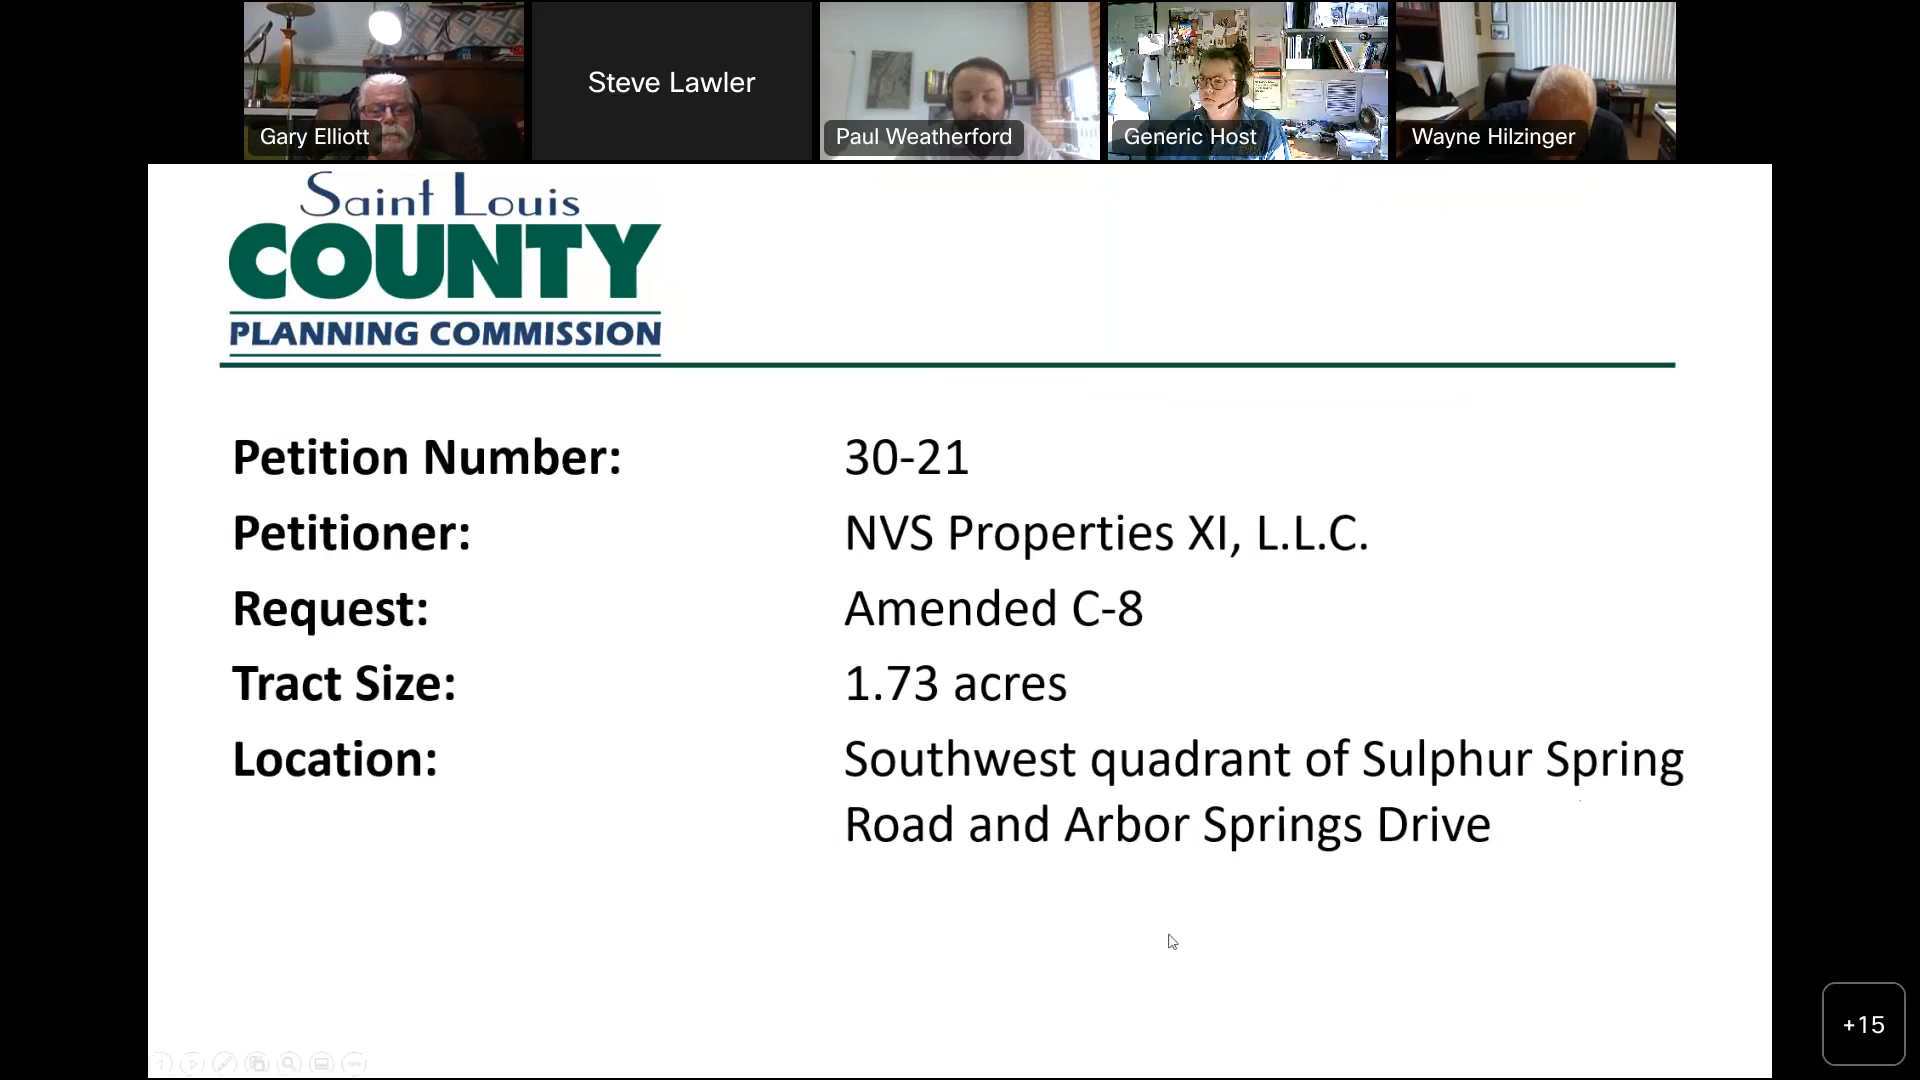 Gary Elliott
Steve Lawler
Paul Weatherford
Generic Host
Wayne Hilzinger
Saint Louis
COUNTY
PLANNING COMMISSION
Petition Number: 30-21
Petitioner: NVS Properties XI, L.L.C.
Request: Amended C-8
Tract Size: 1.73 acres
Location: Southwest quadrant of Sulphur Spring
Road and Arbor Springs Drive
+15